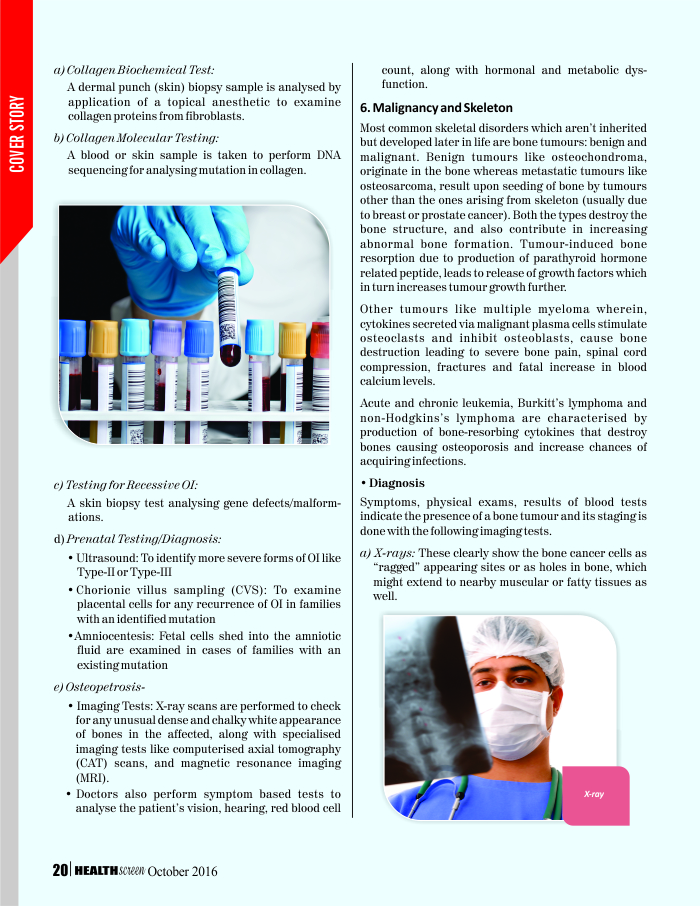 COVER STORY
a) Collagen Biochemical Test:
A dermal punch (skin) biopsy sample is analysed by
application of a topical anesthetic to examine
collagen proteins from fibroblasts.
b) Collagen Molecular Testing:
A blood or skin sample is taken to perform DNA
sequencing for analysing mutation in collagen.
c) Testing for Recessive OI:
A skin biopsy test analysing gene defects/malform-
ations.
d) Prenatal Testing/Diagnosis:
• Ultrasound: To identify more severe forms of OI like
Type-II or Type-III
• Chorionic villus sampling (CVS): To examine
placental cells for any recurrence of OI in families
with an identified mutation
• Amniocentesis: Fetal cells shed into the amniotic
fluid are examined in cases of families with an
existing mutation
e) Osteopetrosis-
• Imaging Tests: X-ray scans are performed to check
for any unusual dense and chalky white appearance
of bones in the affected, along with specialised
imaging tests like computerised axial tomography
(CAT) scans, and magnetic resonance imaging
(MRI).
• Doctors also perform symptom based tests to
analyse the patient's vision, hearing, red blood cell
count, along with hormonal and metabolic dys-
function.
6. Malignancy and Skeleton
Most common skeletal disorders which aren't inherited
but developed later in life are bone tumours: benign and
malignant. Benign tumours like osteochondroma,
originate in the bone whereas metastatic tumours like
osteosarcoma, result upon seeding of bone by tumours
other than the ones arising from skeleton (usually due
to breast or prostate cancer). Both the types destroy the
bone structure, and also contribute in increasing
abnormal bone formation. Tumour-induced bone
resorption due to production of parathyroid hormone
related peptide, leads to release of growth factors which
in turn increases tumour growth further.
Other tumours like multiple myeloma wherein,
cytokines secreted via malignant plasma cells stimulate
osteoclasts and inhibit osteoblasts, cause bone
destruction leading to severe bone pain, spinal cord
compression, fractures and fatal increase in blood
calcium levels.
Acute and chronic leukemia, Burkitt's lymphoma and
non-Hodgkins's lymphoma are characterised by
production of bone-resorbing cytokines that destroy
bones causing osteoporosis and increase chances of
acquiring infections.
• Diagnosis
Symptoms, physical exams, results of blood tests
indicate the presence of a bone tumour and its staging is
done with the following imaging tests.
a) X-rays: These clearly show the bone cancer cells as
"ragged" appearing sites or as holes in bone, which
might extend to nearby muscular or fatty tissues as
well.
X-ray
20 HEALTHscreen October 2016